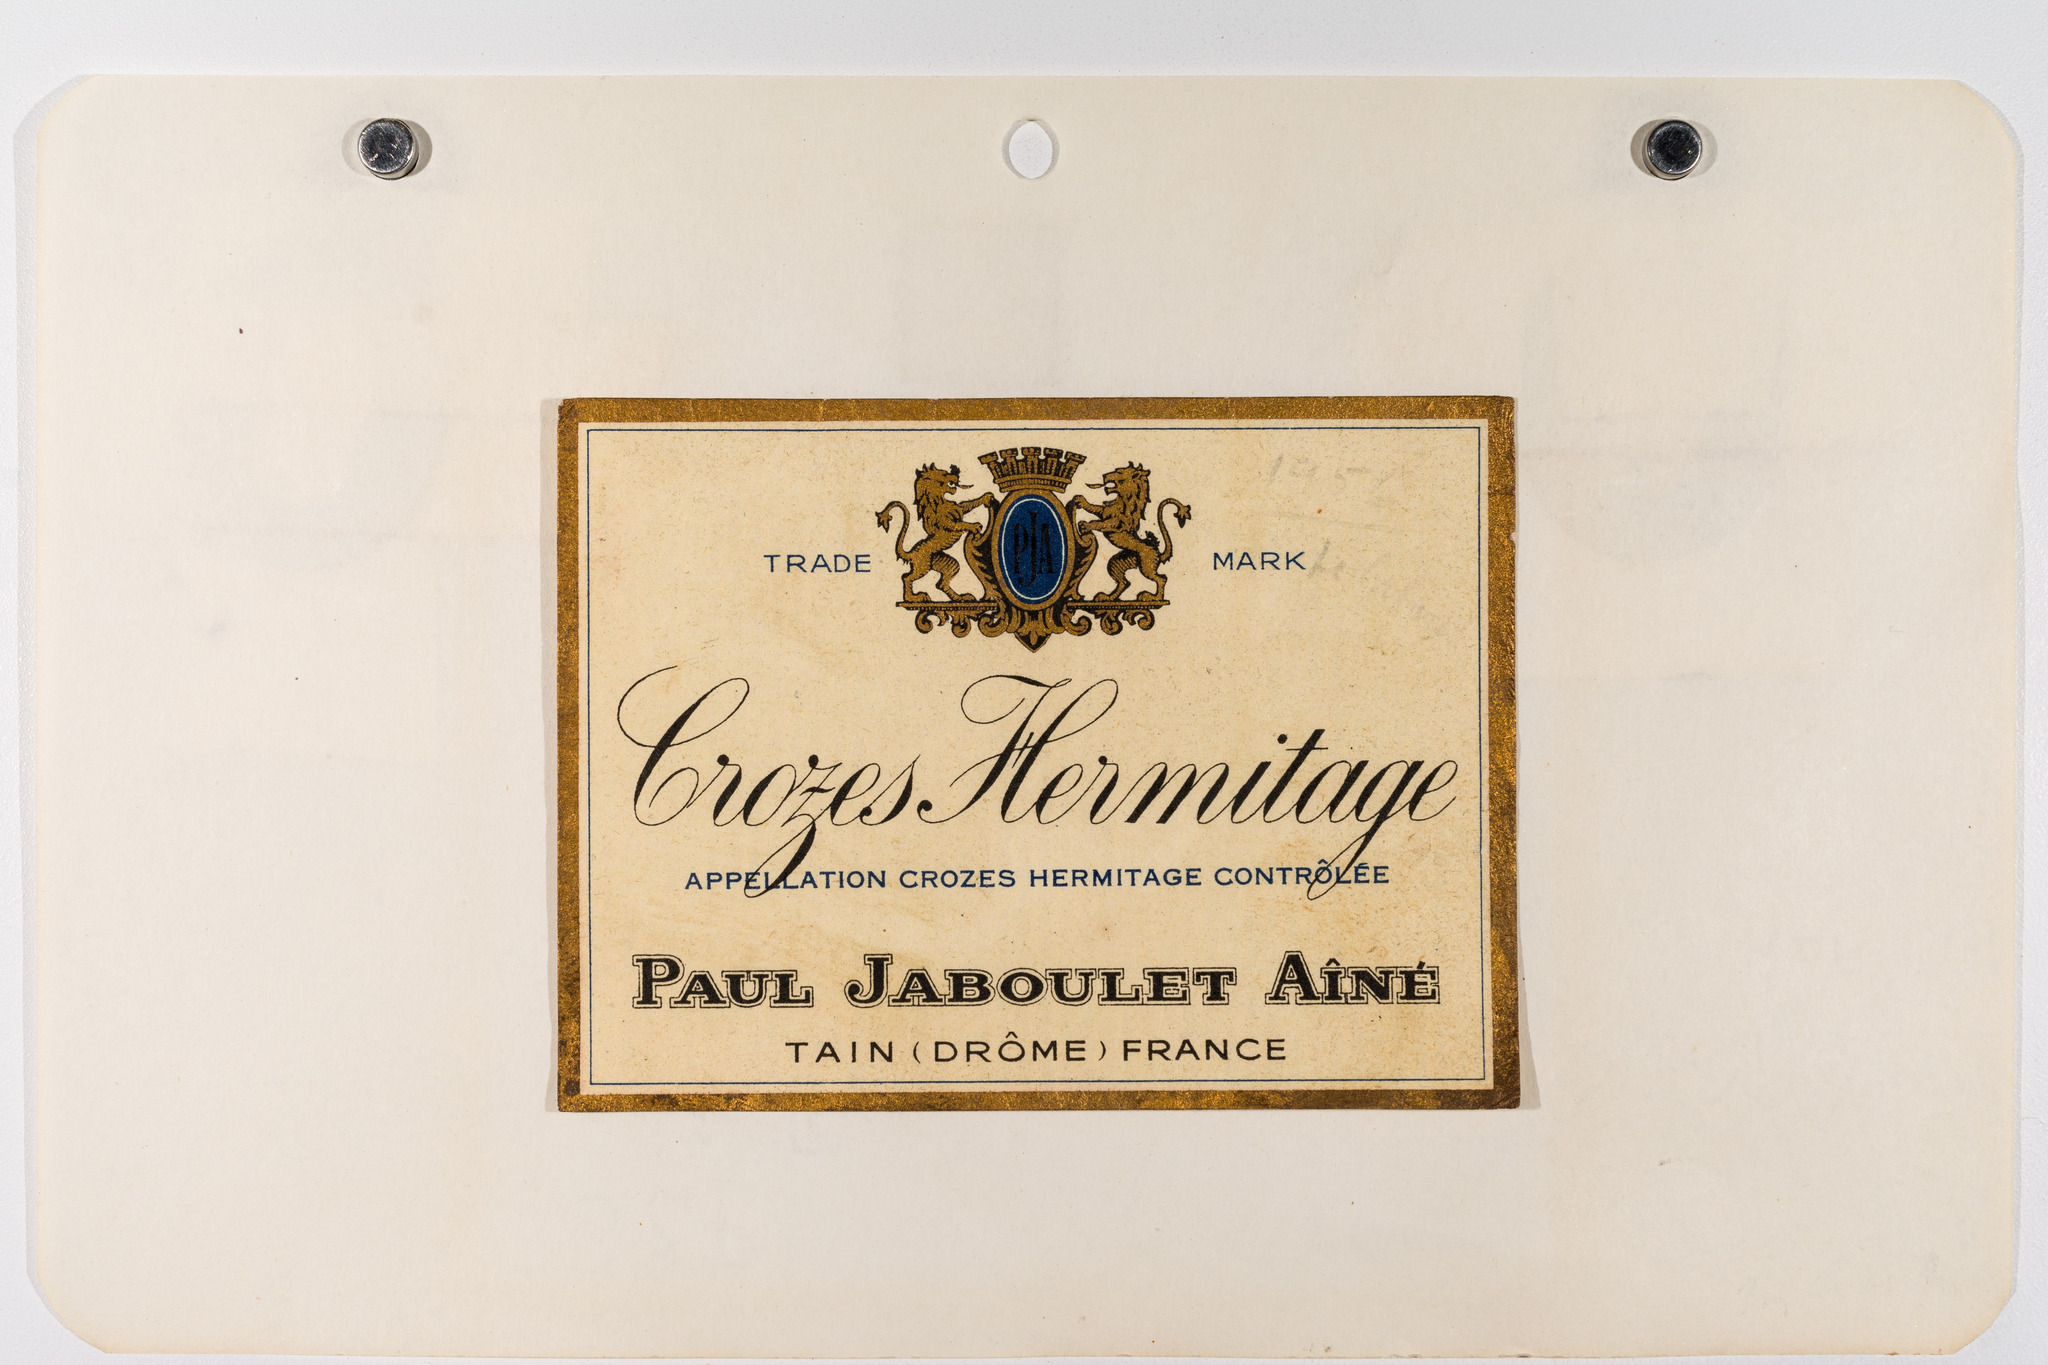 TRADE PJA MARK
Crozes Hermitage
APPELLATION CROZES HERMITAGE CONTRÔLÉE
PAUL JABOULET AÎNÉ
TAIN (DRÔME) FRANCE